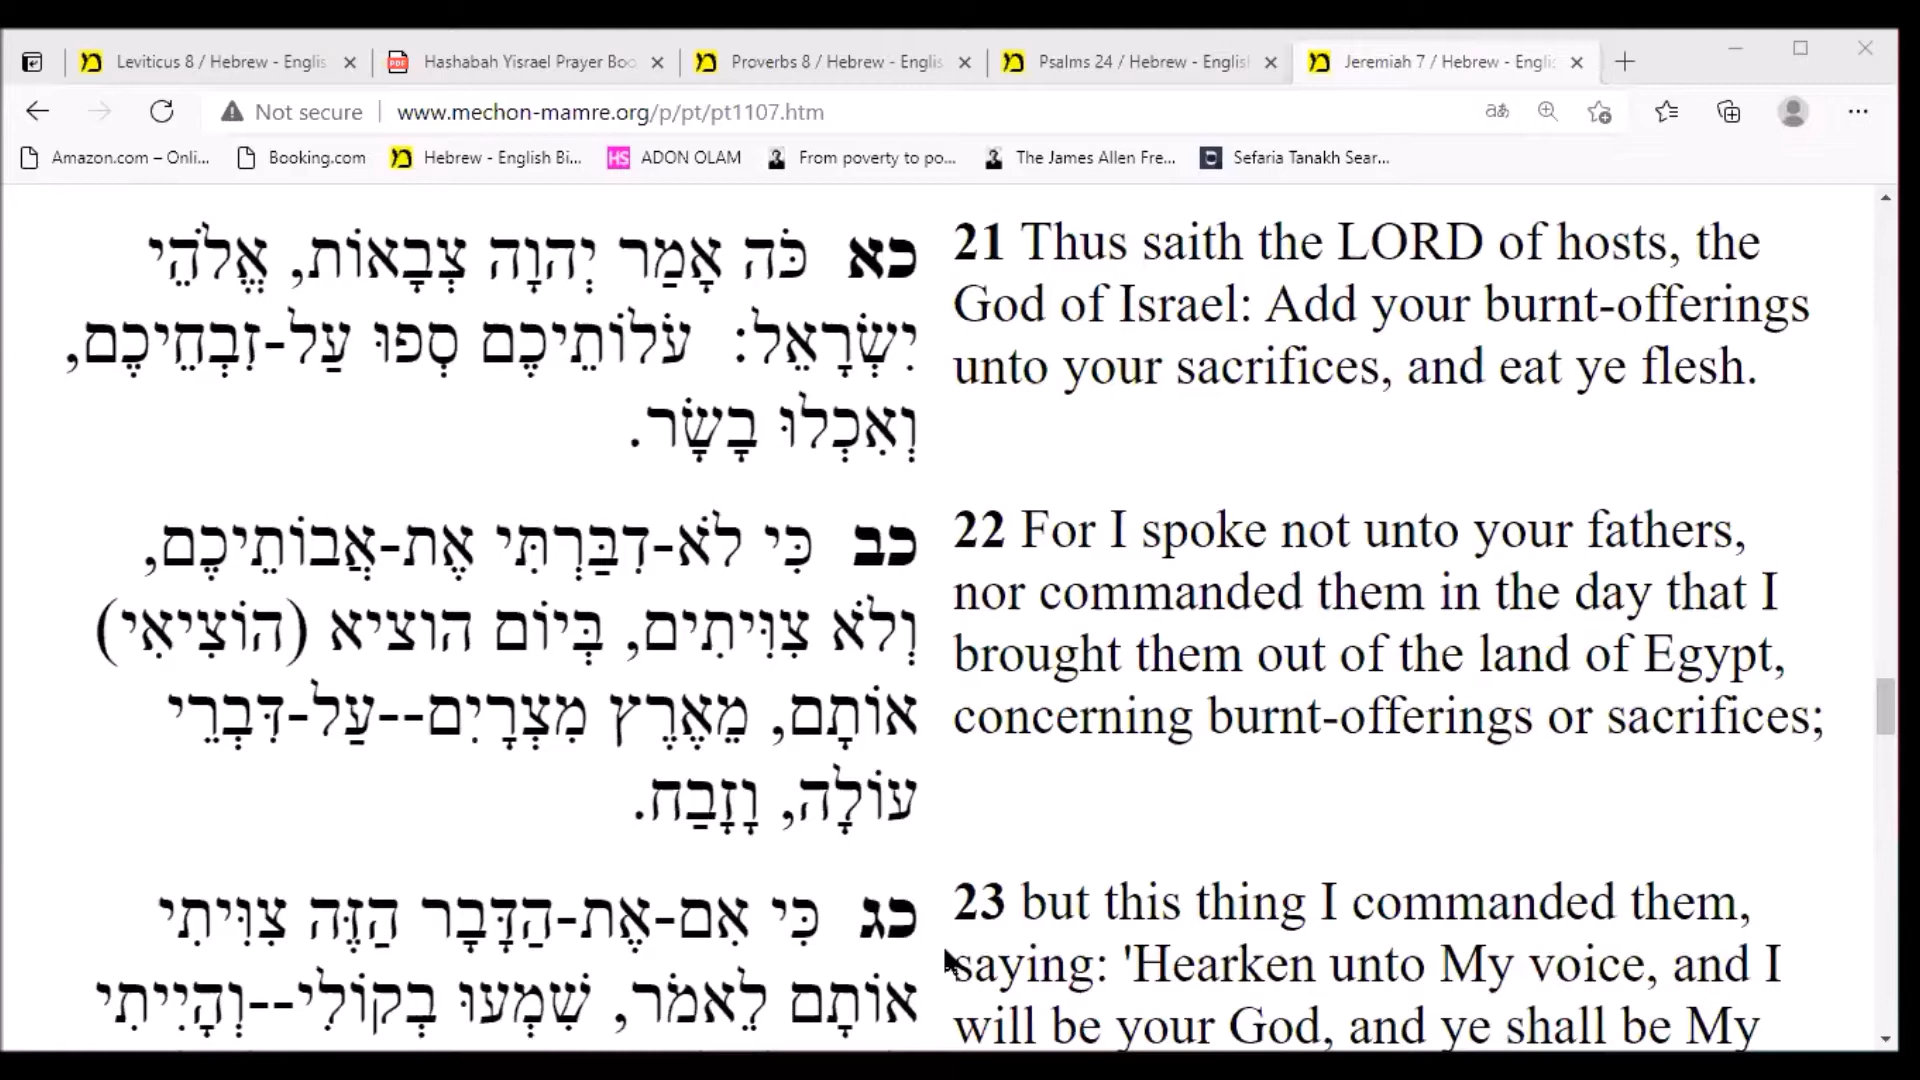 Leviticus 8 / Hebrew - Englis
Hashabah Yisrael Prayer Boo
Proverbs 8 / Hebrew - Englis
Psalms 24 / Hebrew - English
Jeremiah 7 / Hebrew - Englis
Not secure
www.mechon-mamre.org/p/pt/pt1107.htm
Amazon.com – Onli...
Booking.com
Hebrew - English Bi...
HS ADON OLAM
From poverty to po...
The James Allen Fre...
Sefaria Tanakh Sear...
כא כֹּה אָמַר יְהוָה צְבָאוֹת, אֱלֹהֵי
יִשְׂרָאֵל: עֹלוֹתֵיכֶם סְפוּ עַל-זִבְחֵיכֶם,
וְאִכְלוּ בָשָׂר.
21 Thus saith the LORD of hosts, the
God of Israel: Add your burnt-offerings
unto your sacrifices, and eat ye flesh.
כב כִּי לֹא-דִבַּרְתִּי אֶת-אֲבוֹתֵיכֶם,
וְלֹא צִוִּיתִים, בְּיוֹם הוציא (הוֹצִיאִי)
אוֹתָם, מֵאֶרֶץ מִצְרָיִם--עַל-דִּבְרֵי
עוֹלָה, וָזָבַח.
22 For I spoke not unto your fathers,
nor commanded them in the day that I
brought them out of the land of Egypt,
concerning burnt-offerings or sacrifices;
כג כִּי אִם-אֶת-הַדָּבָר הַזֶּה צִוִּיתִי
אוֹתָם לֵאמֹר, שִׁמְעוּ בְקוֹלִי--וְהָיִיתִי
23 but this thing I commanded them,
saying: 'Hearken unto My voice, and I
will be your God, and ye shall be My